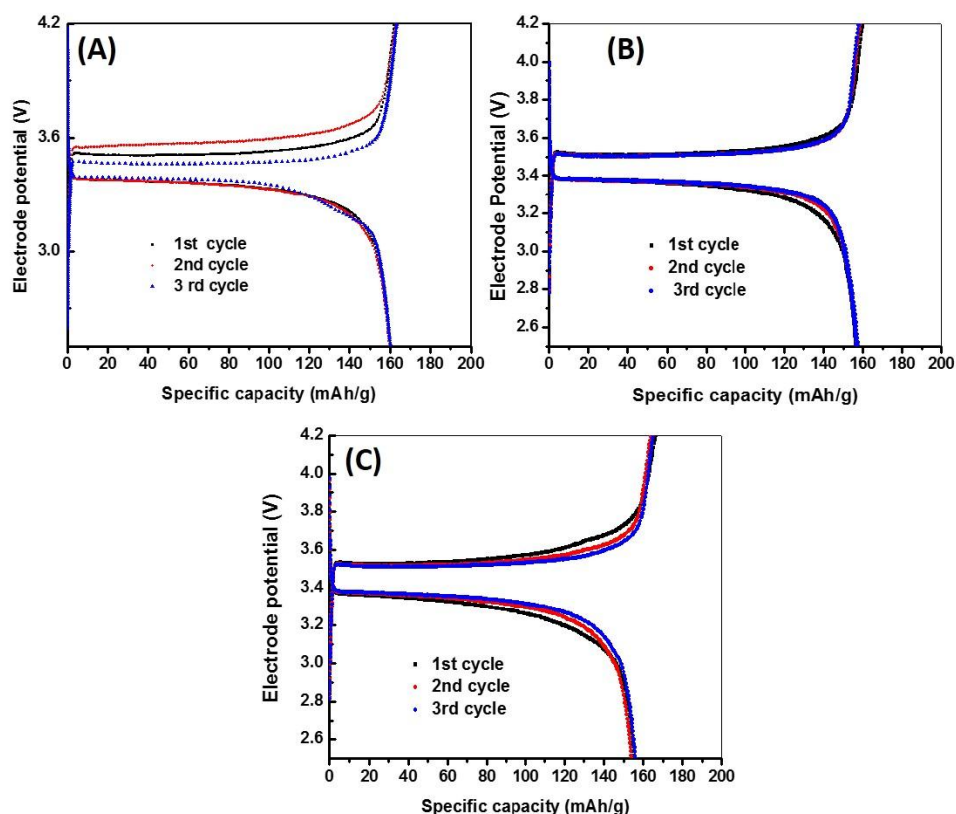 (A)
4.2
3.6
3.0
Electrode potential (V)
1st cycle
2nd cycle
3 rd cycle
0 20 40 60 80 100 120 140 160 180 200
Specific capacity (mAh/g)
(B)
4.2
4.0
3.8
3.6
3.4
3.2
3.0
2.8
2.6
Electrode Potential (V)
1st cycle
2nd cycle
3rd cycle
0 20 40 60 80 100 120 140 160 180 200
Specific capacity (mAh/g)
(C)
4.2
4.0
3.8
3.6
3.4
3.2
3.0
2.8
2.6
Electrode potential (V)
1st cycle
2nd cycle
3rd cycle
0 20 40 60 80 100 120 140 160 180 200
Specific capacity (mAh/g)